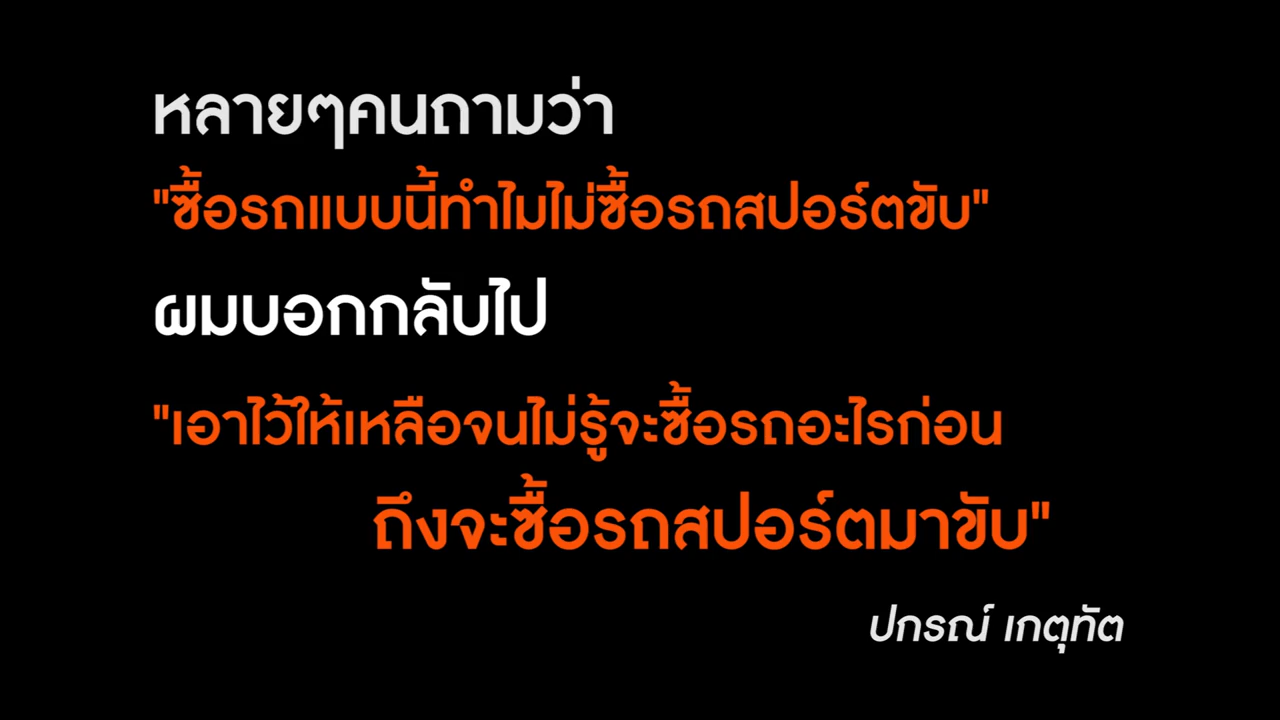 หลายๆคนถามว่า
"ซื้อรถแบบนี้ทำไมไม่ซื้อรถสปอร์ตขับ"
ผมบอกกลับไป
"เอาไว้ให้เหลือจนไม่รู้จะซื้อรถอะไรก่อน
ถึงจะซื้อรถสปอร์ตมาขับ"
ปกรณ์ เกตุทัต